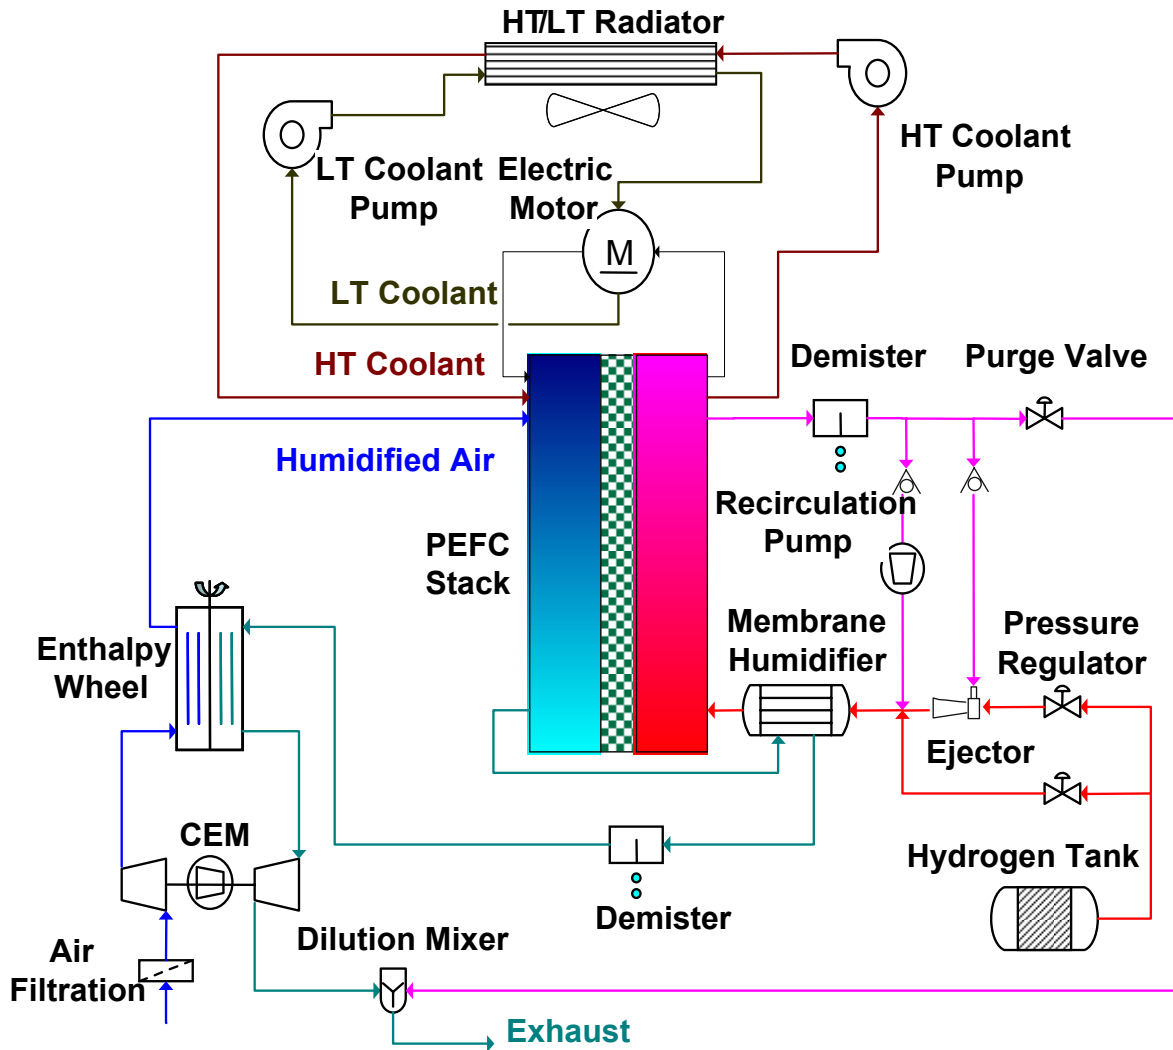 HT/LT Radiator
HT Coolant
Pump
LT Coolant
Pump
Electric
Motor
M
LT Coolant
HT Coolant
Demister
Purge Valve
Humidified Air
Recirculation
Pump
PEFC
Stack
Membrane
Humidifier
Pressure
Regulator
Enthalpy
Wheel
Ejector
CEM
Hydrogen Tank
Demister
Dilution Mixer
Air
Filtration
Exhaust